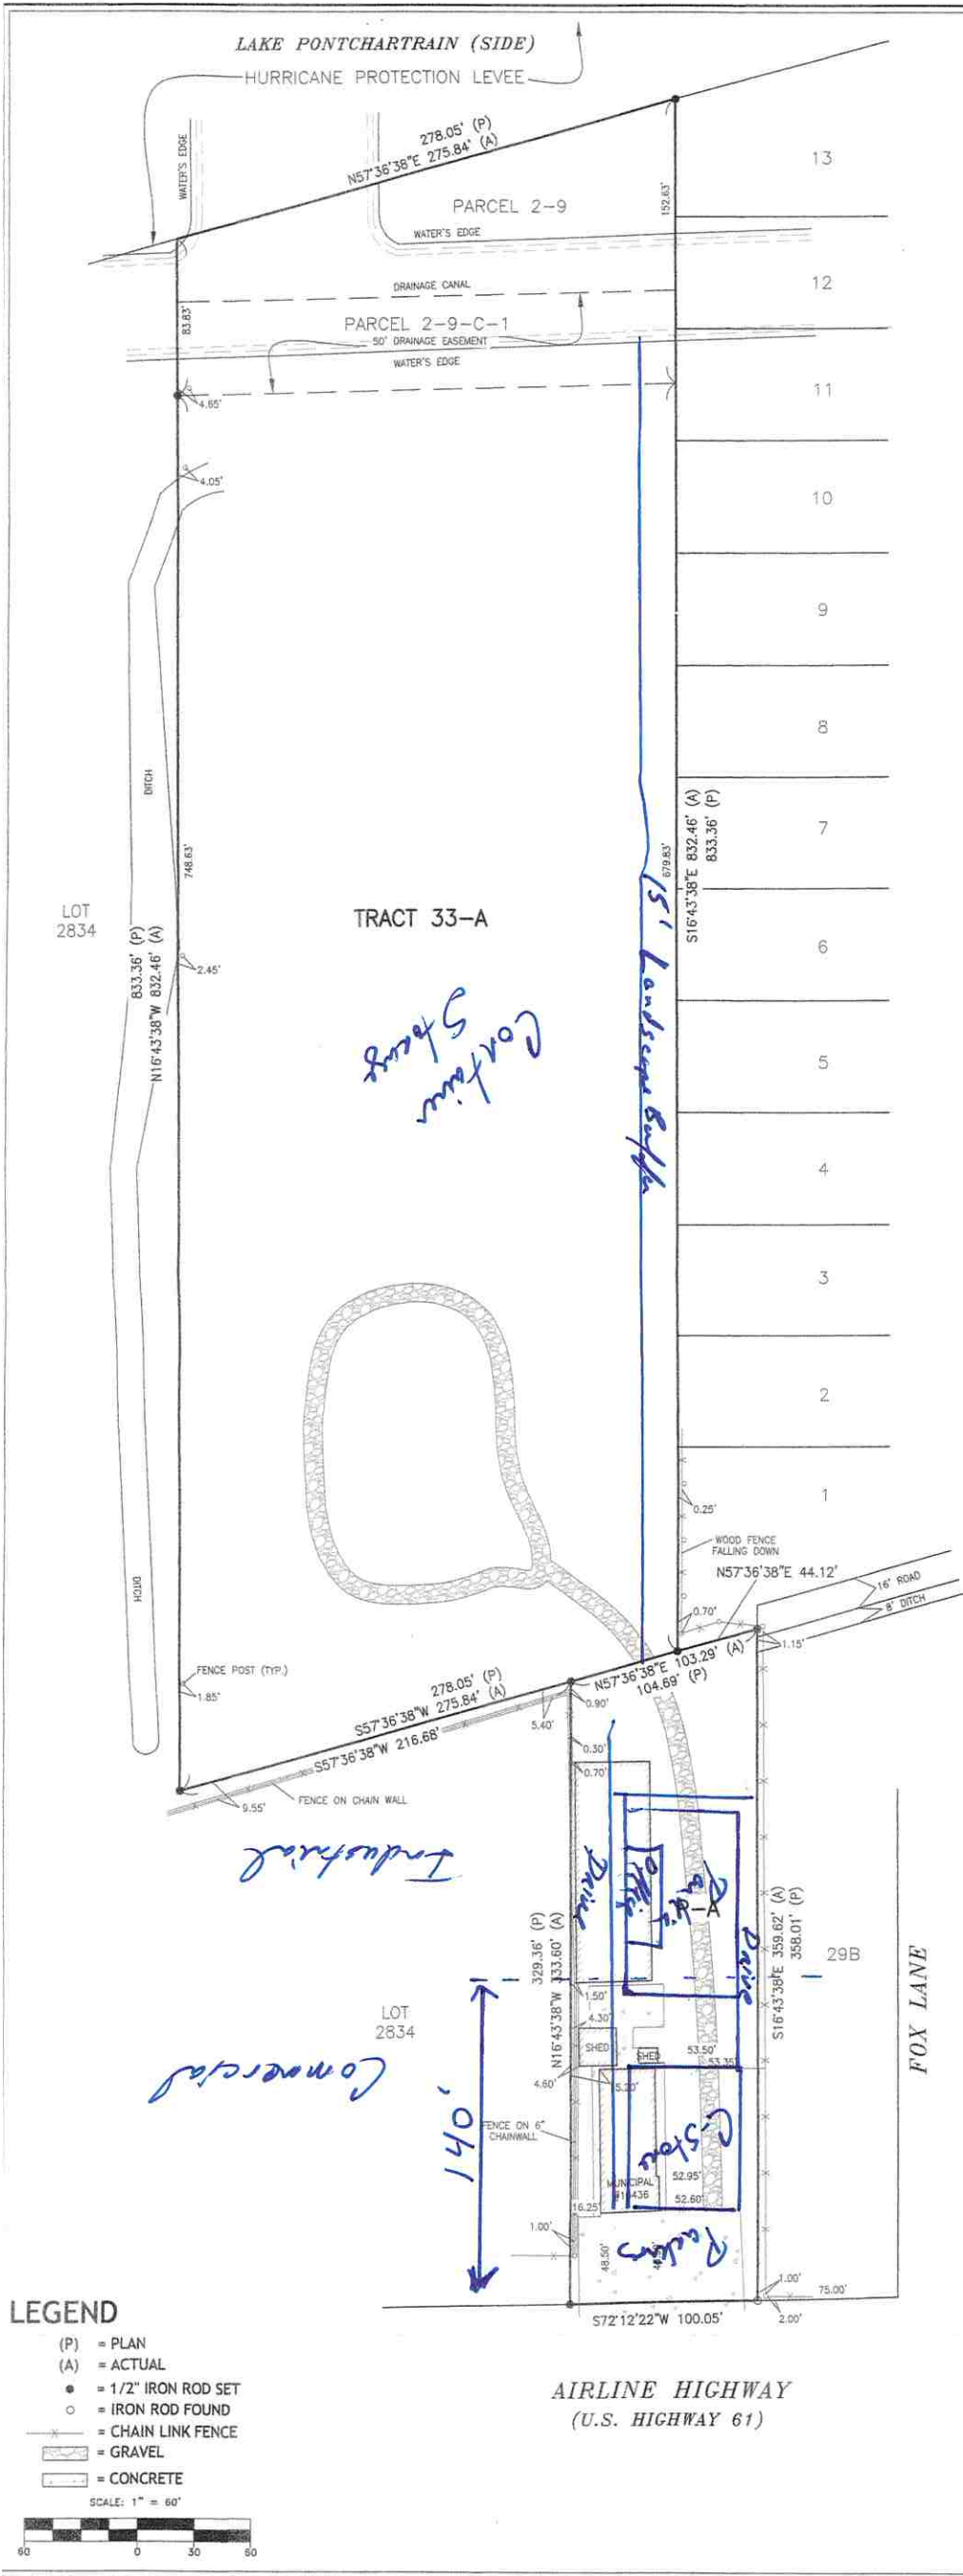 LAKE PONTCHARTRAIN (SIDE)
HURRICANE PROTECTION LEVEE
278.05' (P)
N57°36'38"E 275.84' (A)
WATER'S EDGE
152.63'
13
PARCEL 2-9
WATER'S EDGE
DRAINAGE CANAL
12
83.83'
PARCEL 2-9-C-1
50' DRAINAGE EASEMENT
WATER'S EDGE
4.65'
11
4.05'
10
9
8
DITCH
7
S16°43'38"E 832.46' (A)
833.36' (P)
748.63'
679.83'
LOT
2834
TRACT 33-A
15' Landscape Buffer
6
833.36' (P)
N16°43'38"W 832.46' (A)
2.45'
Container
Storage
5
4
3
2
1
0.25'
WOOD FENCE
FALLING DOWN
N57°36'38"E 44.12'
16' ROAD
8' DITCH
DITCH
0.70'
1.15'
FENCE POST (TYP.)
1.85'
278.05' (P)
S57°36'38"W 275.84' (A)
S57°36'38"W 216.68'
N57°36'38"E 103.29' (A)
104.69' (P)
0.90'
5.40'
0.30'
0.70'
9.55'
FENCE ON CHAIN WALL
Industrial
Drive
Office
R-A
Drive
329.36' (P)
N16°43'38"W 333.60' (A)
S16°43'38"E 359.62' (A)
358.01' (P)
29B
FOX LANE
1.50'
4.30'
LOT
2834
SHED
SHED
53.50'
53.35'
Commercial
4.60'
5.20'
140'
FENCE ON 6"
CHAINWALL
C-Store
MUNICIPAL
52.95'
52.60'
16.25'
1.00'
48.50'
Parking
1.00'
75.00'
2.00'
S72°12'22"W 100.05'
LEGEND
(P) = PLAN
(A) = ACTUAL
= 1/2" IRON ROD SET
= IRON ROD FOUND
= CHAIN LINK FENCE
= GRAVEL
= CONCRETE
SCALE: 1" = 60'
60 0 30 60
AIRLINE HIGHWAY
(U.S. HIGHWAY 61)